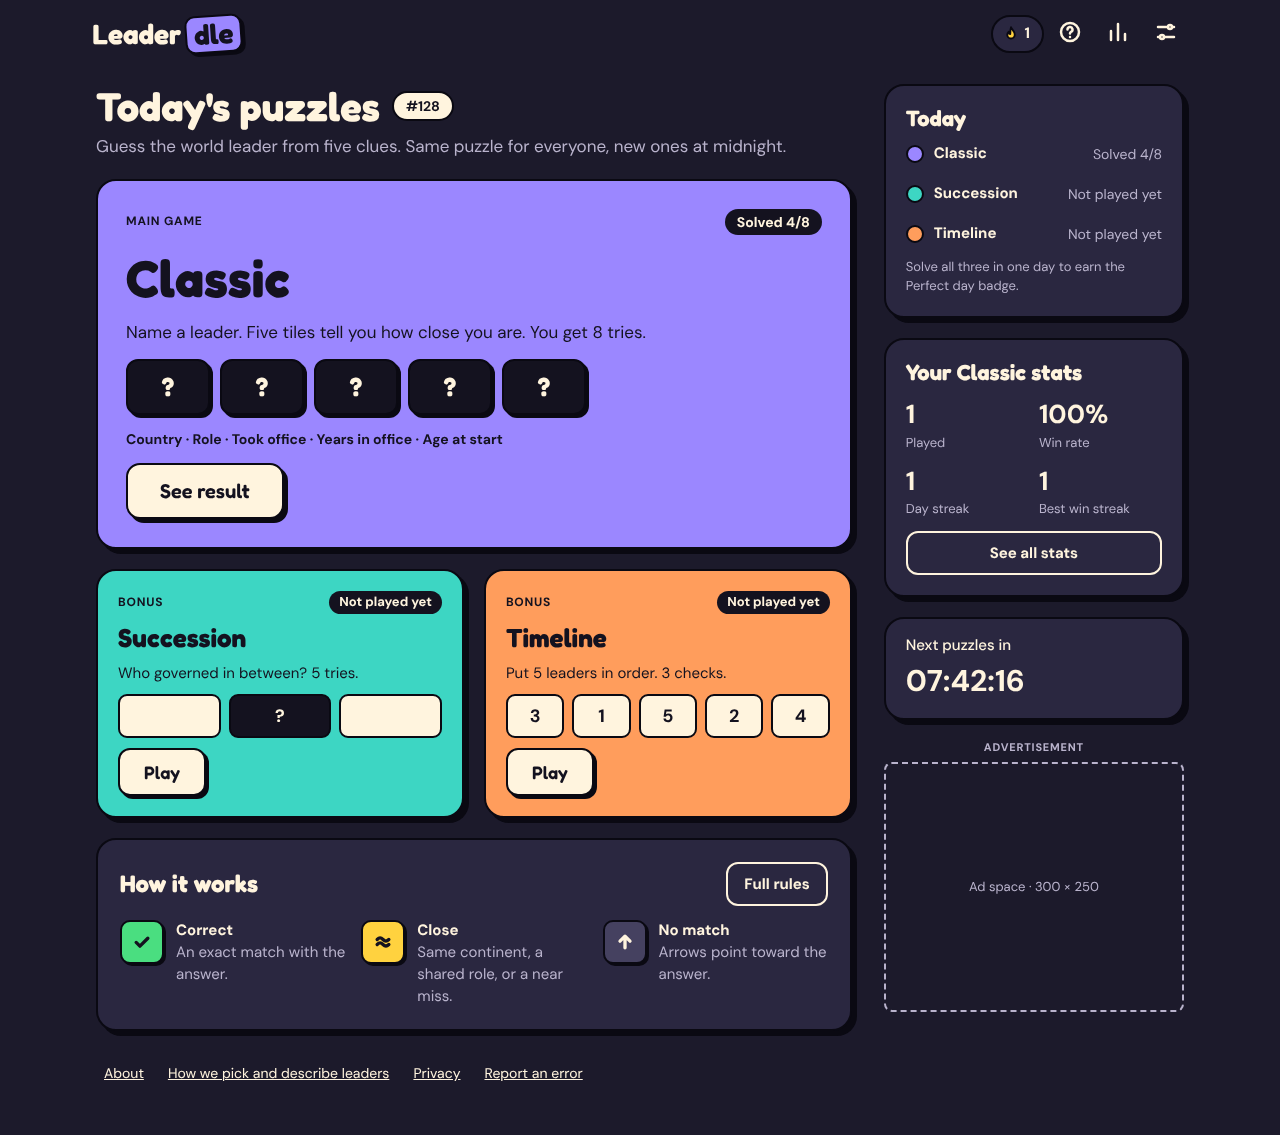 Leader dle
1
Today's puzzles #128
Guess the world leader from five clues. Same puzzle for everyone, new ones at midnight.
MAIN GAME
Solved 4/8
Classic
Name a leader. Five tiles tell you how close you are. You get 8 tries.
? ? ? ? ?
Country · Role · Took office · Years in office · Age at start
See result
BONUS
Not played yet
Succession
Who governed in between? 5 tries.
?
Play
BONUS
Not played yet
Timeline
Put 5 leaders in order. 3 checks.
3 1 5 2 4
Play
How it works
Full rules
Correct
An exact match with the
answer.
Close
Same continent, a
shared role, or a near
miss.
No match
Arrows point toward the
answer.
Today
Classic Solved 4/8
Succession Not played yet
Timeline Not played yet
Solve all three in one day to earn the
Perfect day badge.
Your Classic stats
1 100%
Played Win rate
1 1
Day streak Best win streak
See all stats
Next puzzles in
07:42:16
ADVERTISEMENT
Ad space · 300 × 250
About How we pick and describe leaders Privacy Report an error